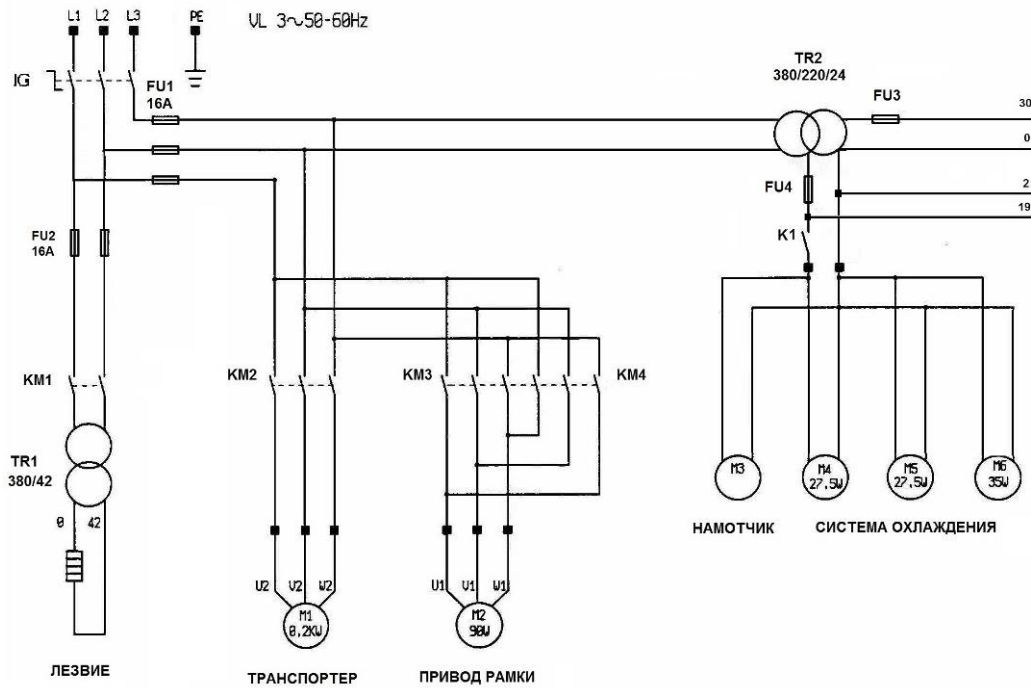 L1 L2 L3 PE VL 3~50-60Hz
IG
FU1
16A
TR2
380/220/24
FU3
30
0
2
19
FU4
K1
FU2
16A
KM1
KM2
KM3
KM4
TR1
380/42
0 42
M3
M4
27,5W
M5
27,5W
M6
35W
НАМОТЧИК
СИСТЕМА ОХЛАЖДЕНИЯ
U2 V2 W2
U1 V1 W1
M1
0,2KW
M2
90W
ЛЕЗВИЕ
ТРАНСПОРТЕР
ПРИВОД РАМКИ